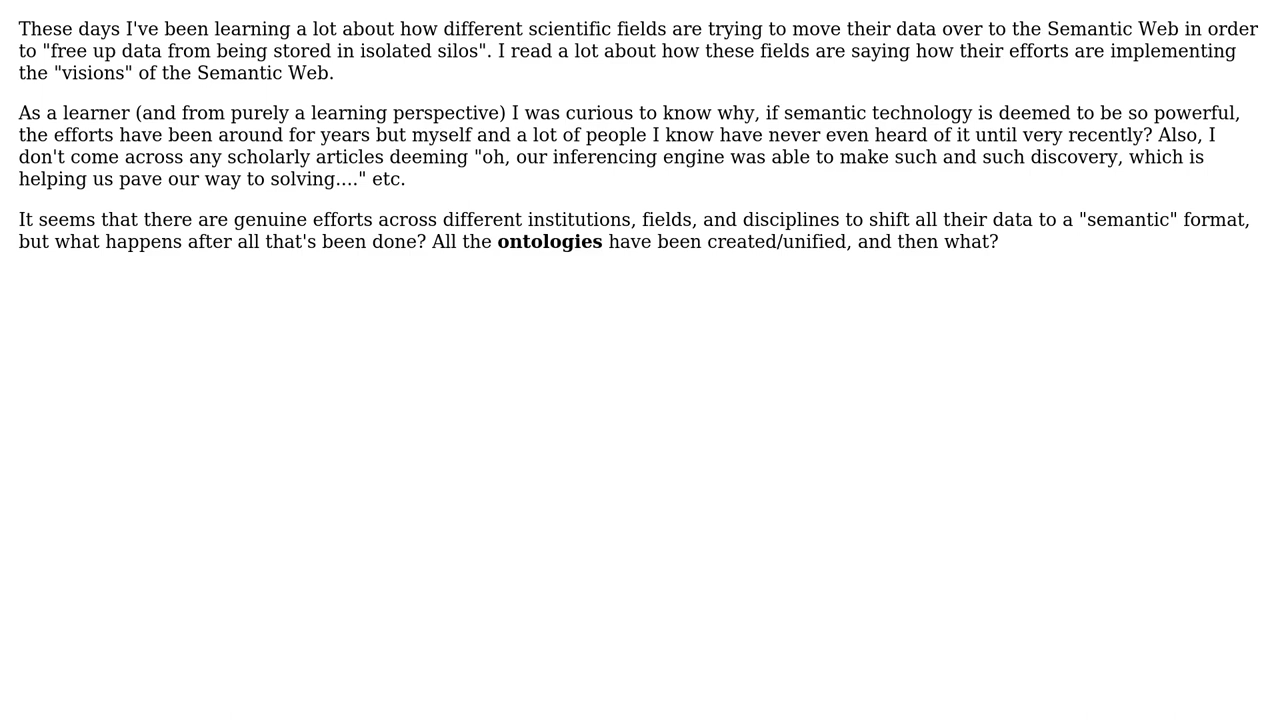 These days I've been learning a lot about how different scientific fields are trying to move their data over to the Semantic Web in order
to "free up data from being stored in isolated silos". I read a lot about how these fields are saying how their efforts are implementing
the "visions" of the Semantic Web.
As a learner (and from purely a learning perspective) I was curious to know why, if semantic technology is deemed to be so powerful,
the efforts have been around for years but myself and a lot of people I know have never even heard of it until very recently? Also, I
don't come across any scholarly articles deeming "oh, our inferencing engine was able to make such and such discovery, which is
helping us pave our way to solving...." etc.
It seems that there are genuine efforts across different institutions, fields, and disciplines to shift all their data to a "semantic" format,
but what happens after all that's been done? All the ontologies have been created/unified, and then what?